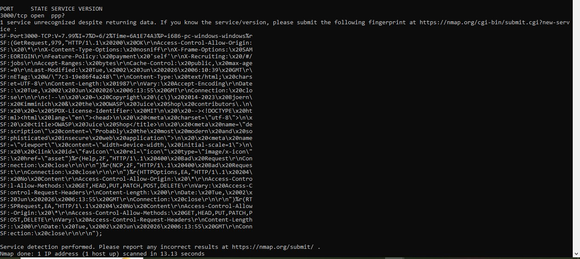 PORT     STATE SERVICE VERSION
3000/tcp open  ppp?
1 service unrecognized despite returning data. If you know the service/version, please submit the following fingerprint at https://nmap.org/cgi-bin/submit.cgi?new-serv
ice :
SF-Port3000-TCP:V=7.99%I=7%D=6/2%Time=6A1E74A3%P=i686-pc-windows-windows%r
SF:(GetRequest,979,"HTTP/1\.1\x20200\x20OK\r\nAccess-Control-Allow-Origin:
SF:\x20\*\r\nX-Content-Type-Options:\x20nosniff\r\nX-Frame-Options:\x20SAM
SF:EORIGIN\r\nFeature-Policy:\x20payment\x20'self'\r\nX-Recruiting:\x20/#/
SF:jobs\r\nAccept-Ranges:\x20bytes\r\nCache-Control:\x20public,\x20max-age
SF:=0\r\nLast-Modified:\x20Tue,\x2002\x20Jun\x202026\x2006:10:39\x20GMT\r\
SF:nETag:\x20W/\"7c3-19e86f4a248\"\r\nContent-Type:\x20text/html;\x20chars
SF:et=UTF-8\r\nContent-Length:\x201987\r\nVary:\x20Accept-Encoding\r\nDate
SF::\x20Tue,\x2002\x20Jun\x202026\x2006:13:55\x20GMT\r\nConnection:\x20clo
SF:se\r\n\r\n<!--\n\x20\x20~\x20Copyright\x20\(c\)\x202014-2023\x20Bjoern\
SF:x20Kimminich\x20&\x20the\x20OWASP\x20Juice\x20Shop\x20contributors\.\n\
SF:x20\x20~\x20SPDX-License-Identifier:\x20MIT\n\x20\x20-->\n<!DOCTYPE\x20ht
SF:ml><html\x20lang=\"en\"><head>\n\x20\x20<meta\x20charset=\"utf-8\">\n\x
SF:20\x20<title>OWASP\x20Juice\x20Shop</title>\n\x20\x20<meta\x20name=\"de
SF:scription\"\x20content=\"Probably\x20the\x20most\x20modern\x20and\x20so
SF:phisticated\x20insecure\x20web\x20application\">\n\x20\x20<meta\x20name
SF:=\"viewport\"\x20content=\"width=device-width,\x20initial-scale=1\">\n\
SF:x20\x20<link\x20id=\"favicon\"\x20rel=\"icon\"\x20type=\"image/x-icon\"
SF:\x20href=\"asset")%r(Help,2F,"HTTP/1\.1\x20400\x20Bad\x20Request\r\nCon
SF:nection:\x20close\r\n\r\n")%r(NCP,2F,"HTTP/1\.1\x20400\x20Bad\x20Reques
SF:t\r\nConnection:\x20close\r\n\r\n")%r(HTTPOptions,EA,"HTTP/1\.1\x20204\
SF:x20No\x20Content\r\nAccess-Control-Allow-Origin:\x20\*\r\nAccess-Contro
SF:l-Allow-Methods:\x20GET,HEAD,PUT,PATCH,POST,DELETE\r\nVary:\x20Access-C
SF:ontrol-Request-Headers\r\nContent-Length:\x200\r\nDate:\x20Tue,\x2002\x
SF:20Jun\x202026\x2006:13:55\x20GMT\r\nConnection:\x20close\r\n\r\n")%r(RT
SF:SPRequest,EA,"HTTP/1\.1\x20204\x20No\x20Content\r\nAccess-Control-Allow
SF:-Origin:\x20\*\r\nAccess-Control-Allow-Methods:\x20GET,HEAD,PUT,PATCH,P
SF:OST,DELETE\r\nVary:\x20Access-Control-Request-Headers\r\nContent-Length
SF::\x200\r\nDate:\x20Tue,\x2002\x20Jun\x202026\x2006:13:55\x20GMT\r\nConn
SF:ection:\x20close\r\n\r\n");

Service detection performed. Please report any incorrect results at https://nmap.org/submit/ .
Nmap done: 1 IP address (1 host up) scanned in 13.13 seconds